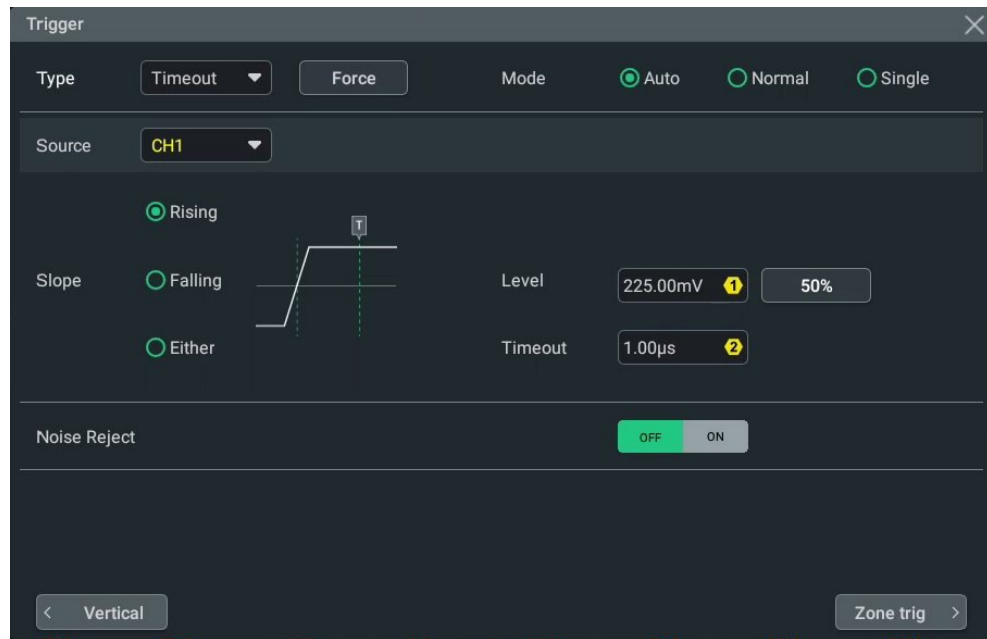 Trigger
Type Timeout Force Mode Auto Normal Single
Source CH1
Rising
T
Slope Falling Level 225.00mV 1 50%
Either Timeout 1.00µs 2
Noise Reject OFF ON
< Vertical Zone trig >